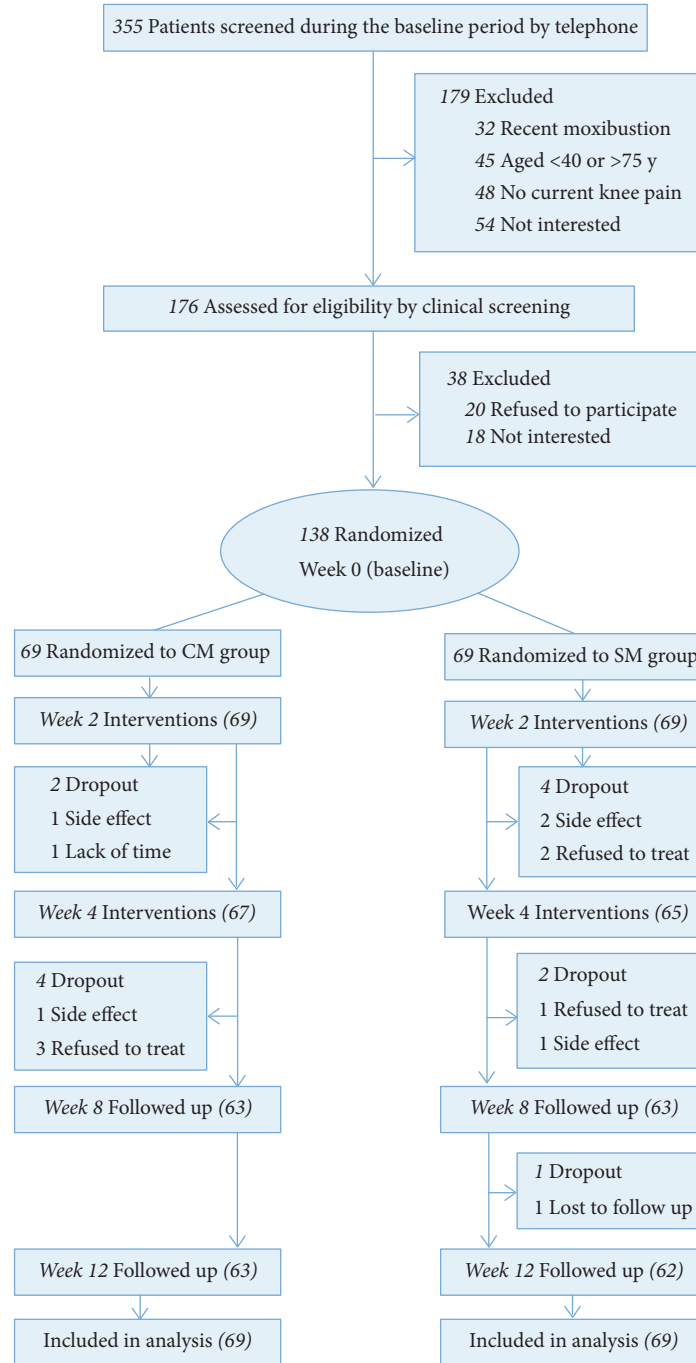 355 Patients screened during the baseline period by telephone
179 Excluded
32 Recent moxibustion
45 Aged <40 or >75 y
48 No current knee pain
54 Not interested
176 Assessed for eligibility by clinical screening
38 Excluded
20 Refused to participate
18 Not interested
138 Randomized
Week 0 (baseline)
69 Randomized to CM group
69 Randomized to SM group
Week 2 Interventions (69)
Week 2 Interventions (69)
2 Dropout
1 Side effect
1 Lack of time
4 Dropout
2 Side effect
2 Refused to treat
Week 4 Interventions (67)
Week 4 Interventions (65)
4 Dropout
1 Side effect
3 Refused to treat
2 Dropout
1 Refused to treat
1 Side effect
Week 8 Followed up (63)
Week 8 Followed up (63)
1 Dropout
1 Lost to follow up
Week 12 Followed up (63)
Week 12 Followed up (62)
Included in analysis (69)
Included in analysis (69)